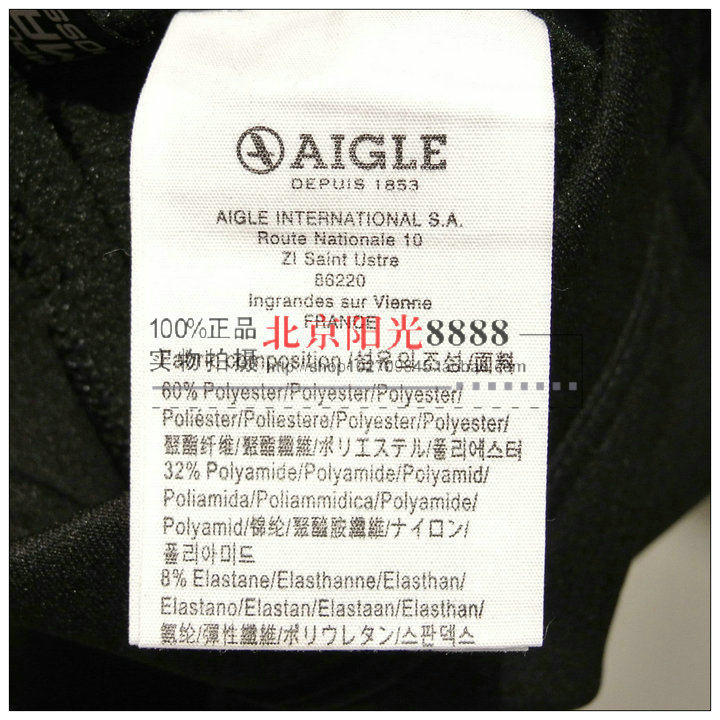 AIGLE
DEPUIS 1853
AIGLE INTERNATIONAL S.A.
Route Nationale 10
ZI Saint Ustre
86220
Ingrandes sur Vienne
FRANCE
100%正品 北京阳光8888
实物拍摄
composition
60% Polyester/Polyester/Polyester/
Poliéster/Poliestere/Polyester/Polyester/
聚酯纤维/聚酯纖維/ポリエステル/폴리에스터
32% Polyamide/Polyamide/Polyamid/
Poliamida/Poliammidica/Polyamide/
Polyamid/锦纶/聚醯胺纖維/ナイロン/
폴리아미드
8% Elastane/Elasthanne/Elasthan/
Elastano/Elastan/Elastaan/Elasthan/
氨纶/彈性纖維/ポリウレタン/스판덱스